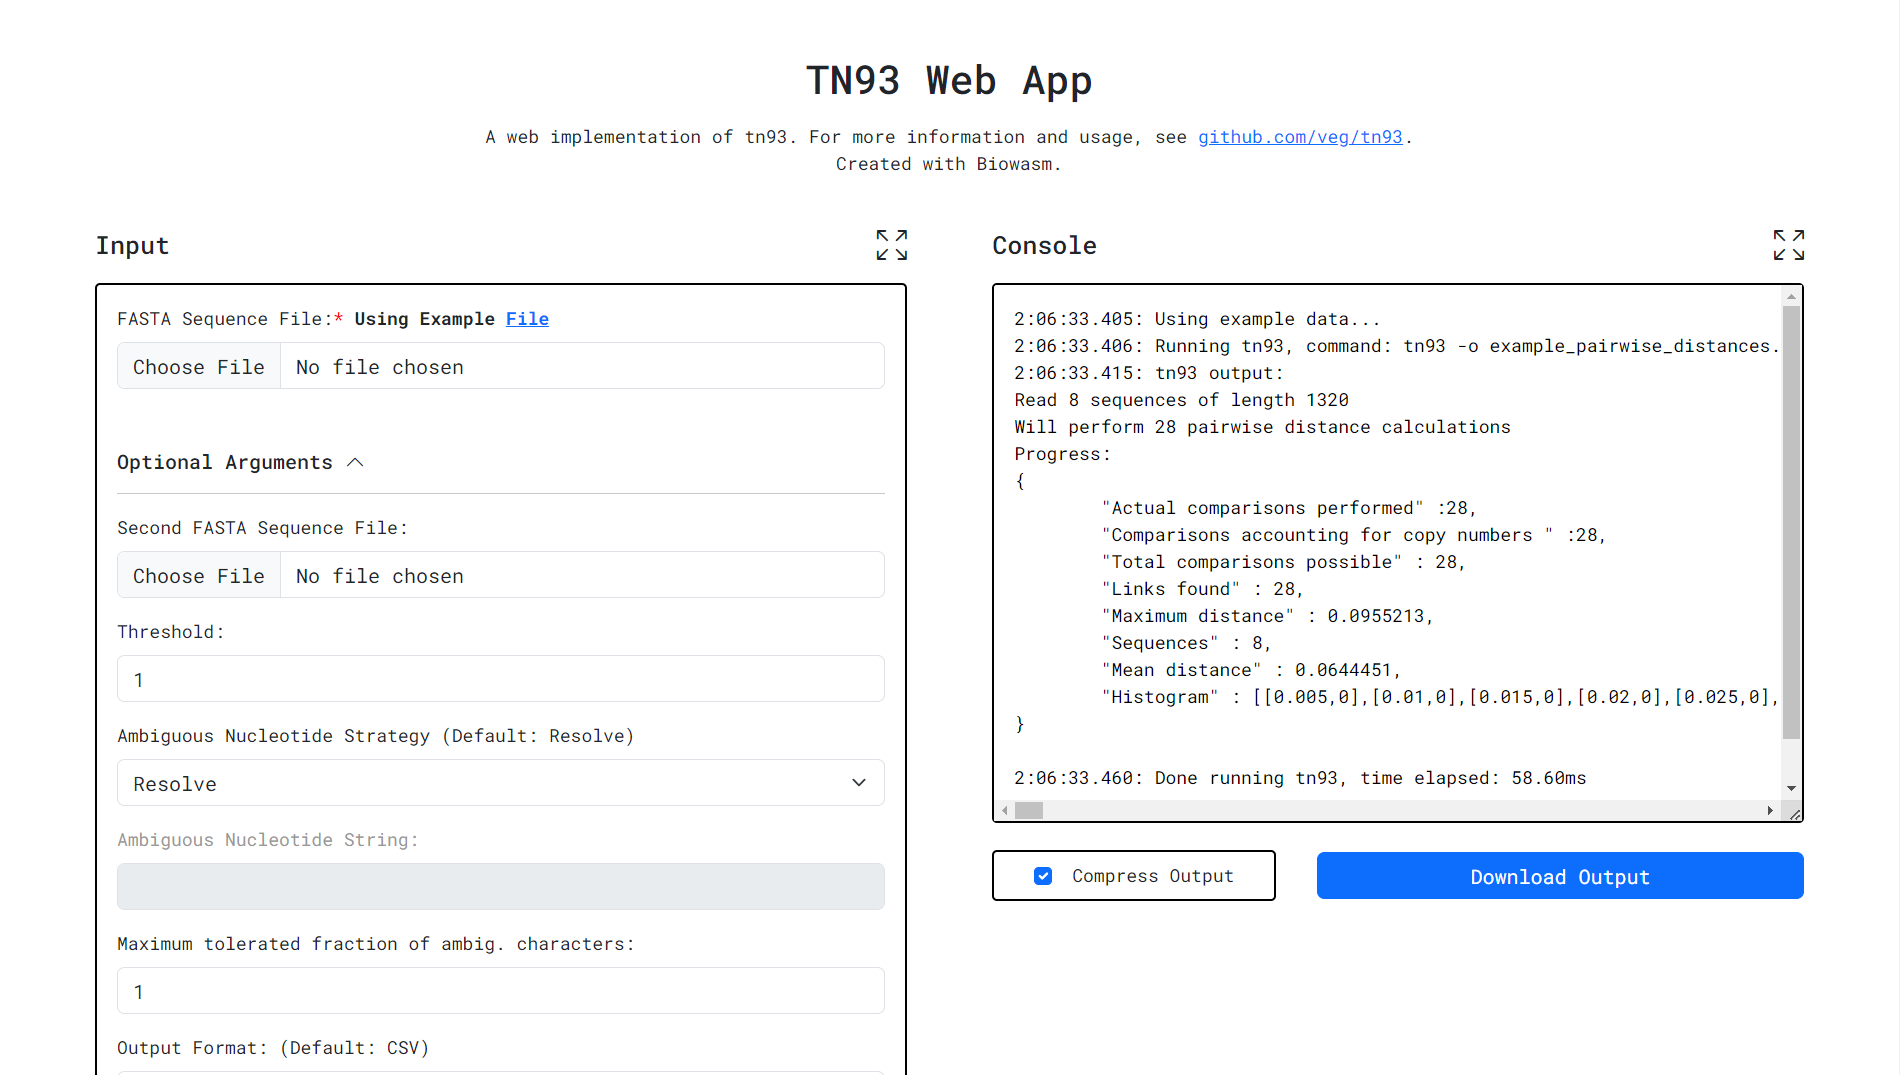 TN93 Web App
A web implementation of tn93. For more information and usage, see github.com/veg/tn93.
Created with Biowasm.
Input
FASTA Sequence File:* Using Example File
Choose File No file chosen
Optional Arguments
Second FASTA Sequence File:
Choose File No file chosen
Threshold:
1
Ambiguous Nucleotide Strategy (Default: Resolve)
Resolve
Ambiguous Nucleotide String:
Maximum tolerated fraction of ambig. characters:
1
Output Format: (Default: CSV)
Console
2:06:33.405: Using example data...
2:06:33.406: Running tn93, command: tn93 -o example_pairwise_distances.
2:06:33.415: tn93 output:
Read 8 sequences of length 1320
Will perform 28 pairwise distance calculations
Progress:
{
"Actual comparisons performed" :28,
"Comparisons accounting for copy numbers " :28,
"Total comparisons possible" : 28,
"Links found" : 28,
"Maximum distance" : 0.0955213,
"Sequences" : 8,
"Mean distance" : 0.0644451,
"Histogram" : [[0.005,0],[0.01,0],[0.015,0],[0.02,0],[0.025,0],
}
2:06:33.460: Done running tn93, time elapsed: 58.60ms
Compress Output
Download Output